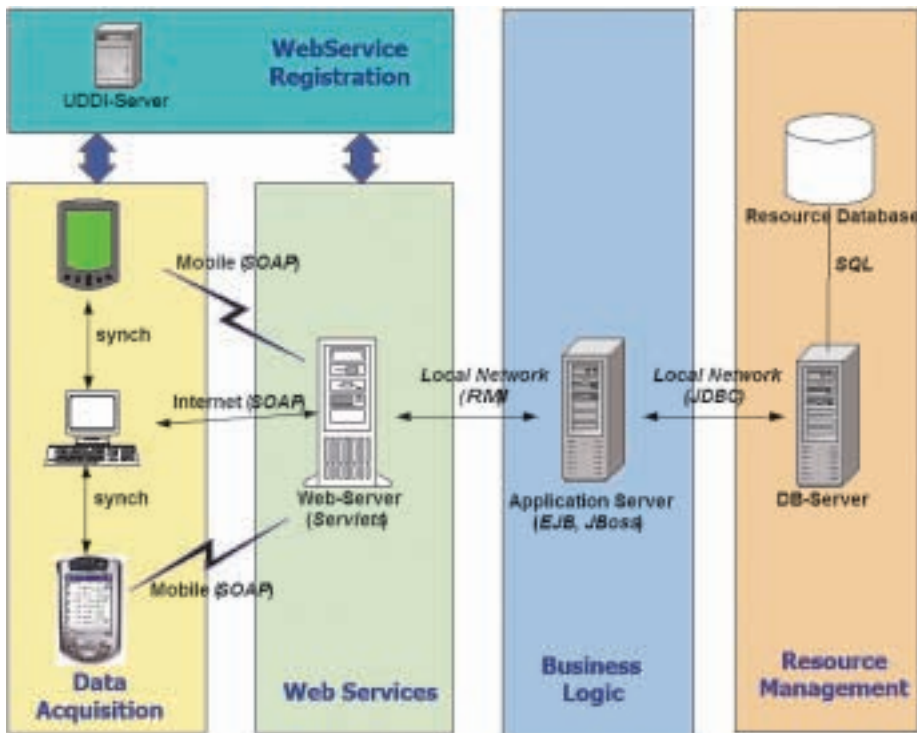 WebService
Registration
UDDI-Server
Mobile (SOAP)
synch
Internet (SOAP)
synch
Mobile (SOAP)
Data
Acquisition
Web-Server
(Servlets)
Web Services
Local Network
(RMI)
Application Server
(EJB, JBoss)
Business
Logic
Local Network
(JDBC)
Resource Database
SQL
DB-Server
Resource
Management